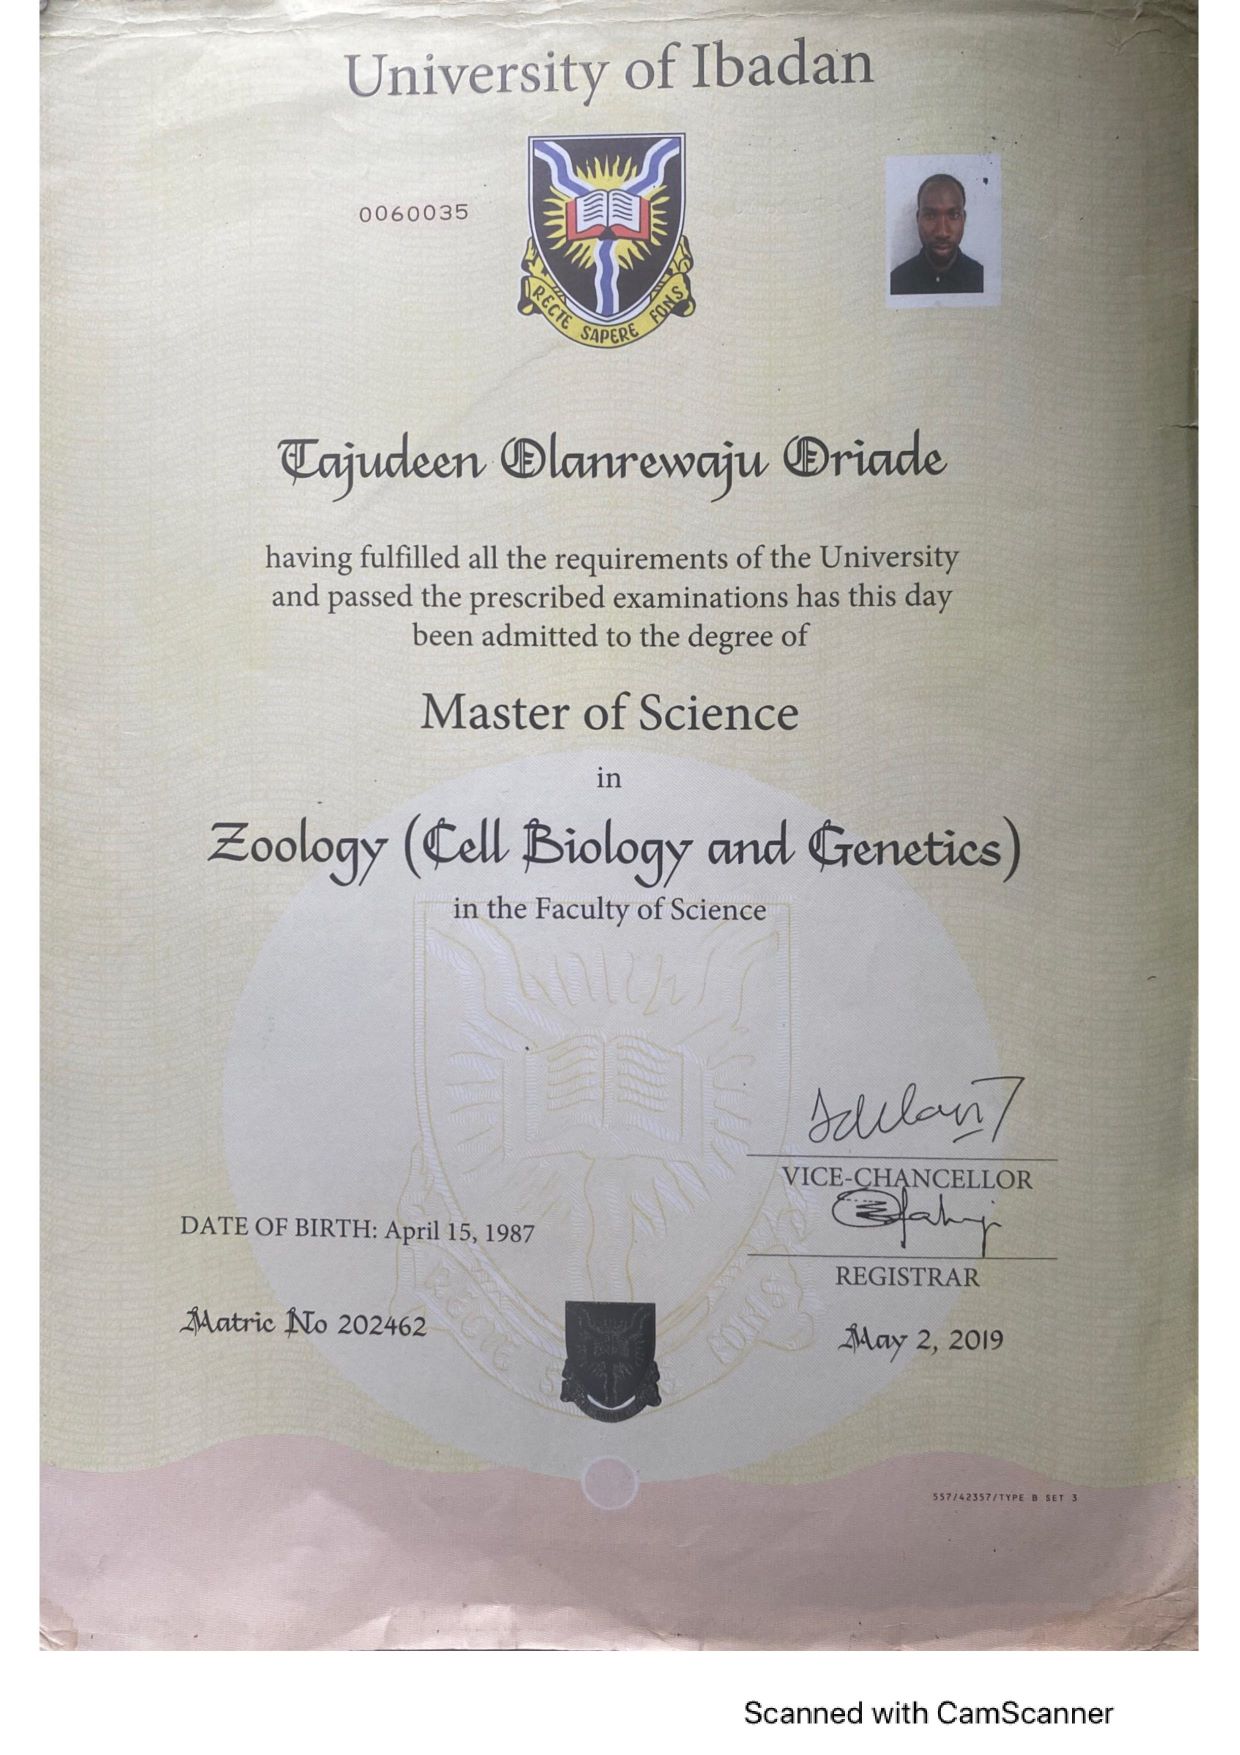 University of Ibadan
0060035
RECTE SAPERE FONS
Tajudeen Olanrewaju Oriade
having fulfilled all the requirements of the University
and passed the prescribed examinations has this day
been admitted to the degree of
Master of Science
in
Zoology (Cell Biology and Genetics)
in the Faculty of Science
VICE-CHANCELLOR
DATE OF BIRTH: April 15, 1987
REGISTRAR
Matric No 202462
May 2, 2019
557/42357/TYPE B SET 3
Scanned with CamScanner